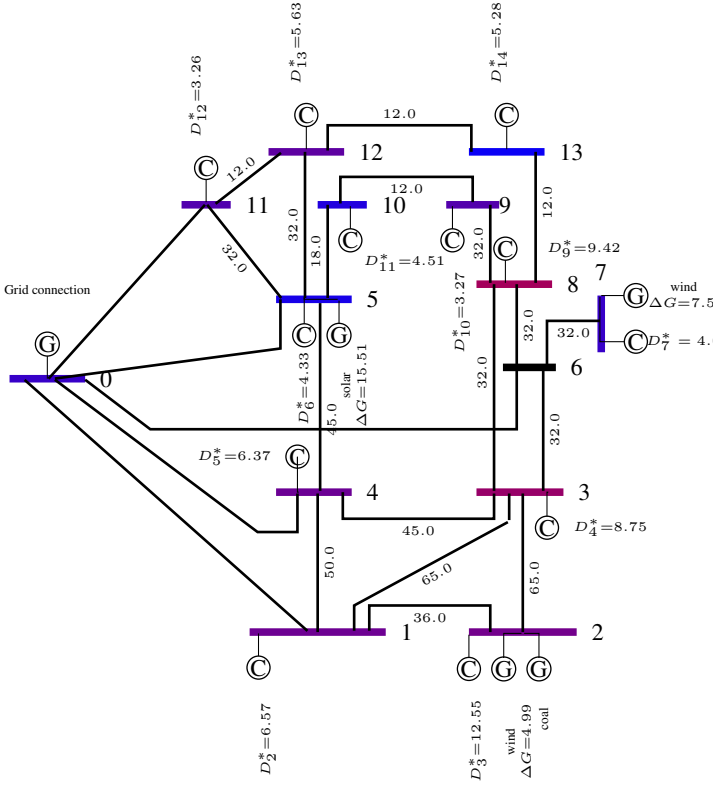 D*13=5.63
D*14=5.28
D*12=3.26
C
12.0
C
12
13
C
12.0
12.0
11
10
12.0
9
32.0
18.0
32.0
C
D*11=4.51
C
32.0
C
D*9=9.42
Grid connection
5
8
7
G
wind
ΔG=7.5
D*10=3.27
C
G
32.0
32.0
C
D*7 = 4.
G
0
6
D*6=4.33
solar
ΔG=15.51
32.0
45.0
32.0
D*5=6.37
C
4
3
45.0
C
D*4=8.75
50.0
65.0
65.0
36.0
1
2
C
C
G
G
D*2=6.57
D*3=12.55
wind
ΔG=4.99
coal